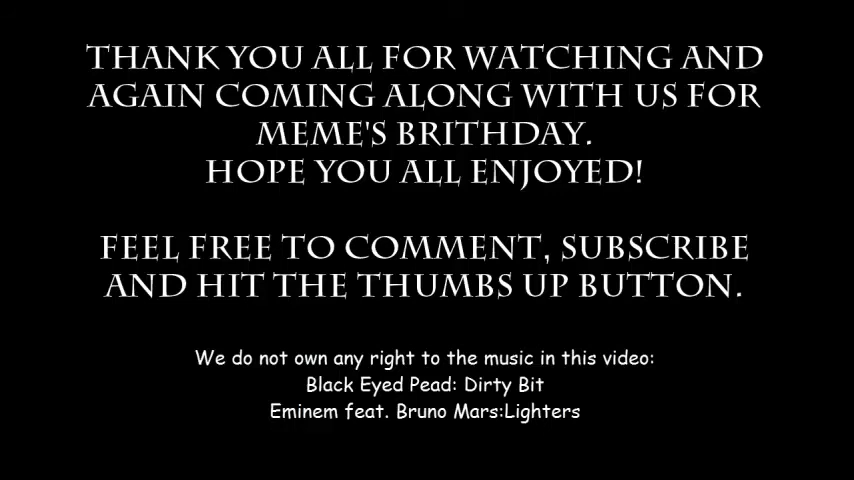 THANK YOU ALL FOR WATCHING AND
AGAIN COMING ALONG WITH US FOR
MEME'S BRITHDAY.
HOPE YOU ALL ENJOYED!
FEEL FREE TO COMMENT, SUBSCRIBE
AND HIT THE THUMBS UP BUTTON.
We do not own any right to the music in this video:
Black Eyed Pead: Dirty Bit
Eminem feat. Bruno Mars:Lighters